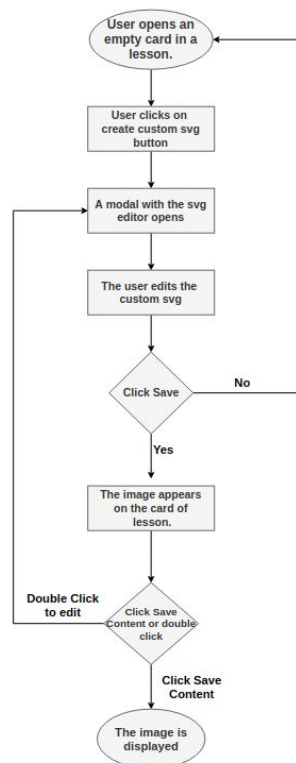 User opens an
empty card in a
lesson.
User clicks on
create custom svg
button
A modal with the svg
editor opens
The user edits the
custom svg
Click Save
No
Yes
The image appears
on the card of
lesson.
Double Click
to edit
Click Save
Content or double
click
Click Save
Content
The image is
displayed